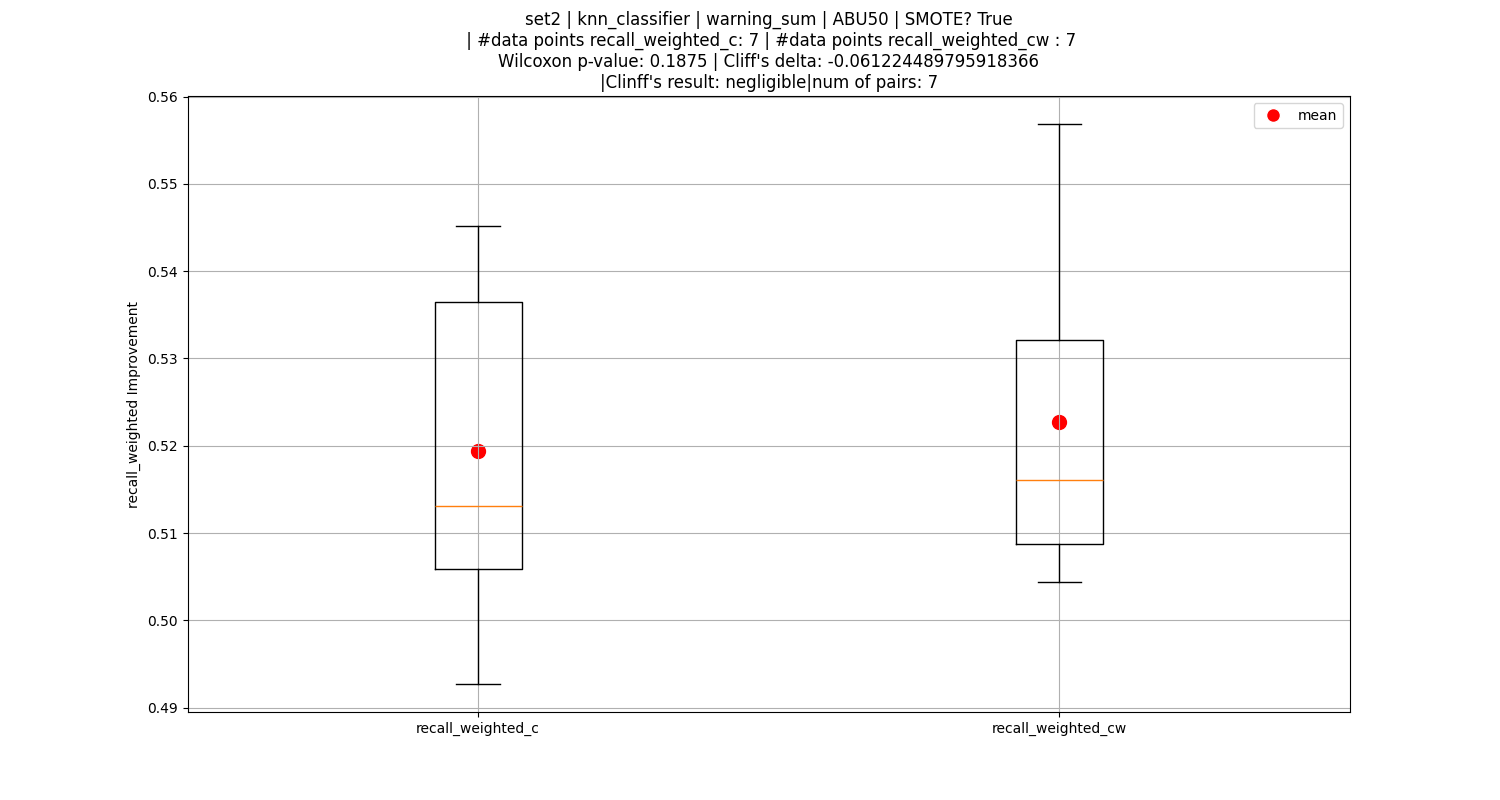 set2 | knn_classifier | warning_sum | ABU50 | SMOTE? True
| #data points recall_weighted_c: 7 | #data points recall_weighted_cw : 7
Wilcoxon p-value: 0.1875 | Cliff's delta: -0.061224489795918366
|Clinff's result: negligible|num of pairs: 7
mean
0.56
0.55
0.54
0.53
0.52
0.51
0.50
0.49
recall_weighted Improvement
recall_weighted_c
recall_weighted_cw